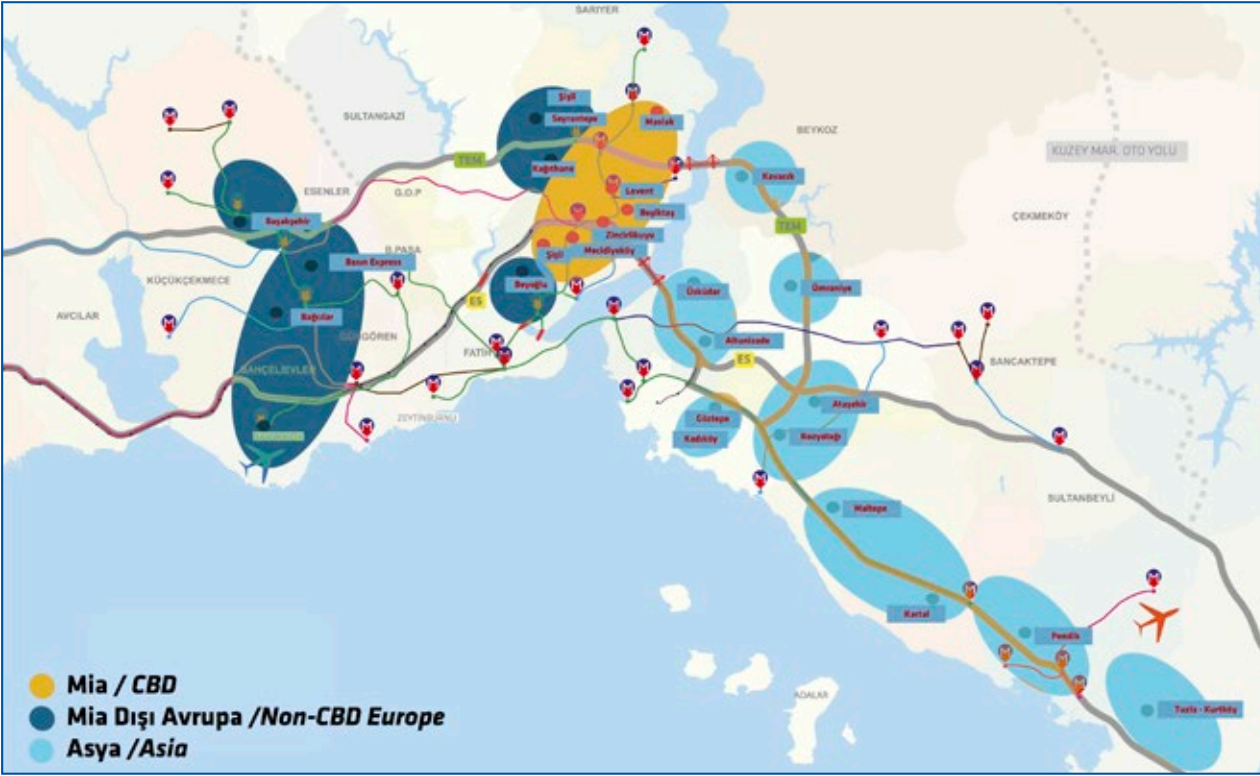 SARIYER
Şişli
Seyrantepe
Maslak
SULTANGAZİ
BEYKOZ
KUZEY MAR. OTO YOLU
TEM
Kağıthane
Kavacık
ESENLER
G.O.P
Levent
Beşiktaş
ÇEKMEKÖY
Başakşehir
TEM
Zincirlikuyu
B.PAŞA
Şişli
Mecidiyeköy
Basın Express
KÜÇÜKÇEKMECE
Beyoğlu
Üsküdar
Ümraniye
E5
AVCILAR
Bağcılar
GÜNGÖREN
Altunizade
FATİH
E5
SANCAKTEPE
BAHÇELİEVLER
Ataşehir
ZEYTİNBURNU
Göztepe
Kadıköy
Kozyatağı
SULTANBEYLİ
Maltepe
Kartal
Pendik
ADALAR
Tuzla - Kurtköy
Mia / CBD
Mia Dışı Avrupa /Non-CBD Europe
Asya /Asia